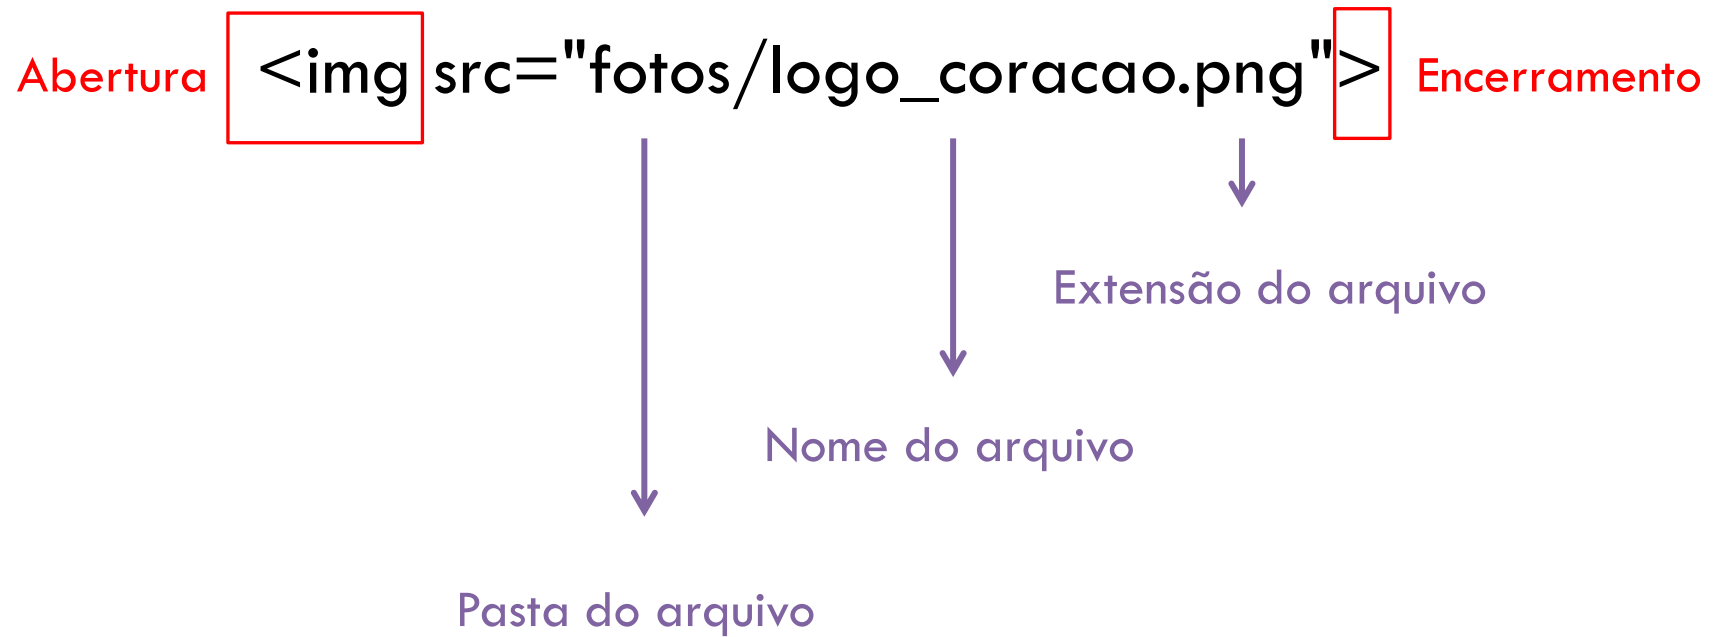 Abertura <img src="fotos/logo_coracao.png"> Encerramento
Extensão do arquivo
Nome do arquivo
Pasta do arquivo